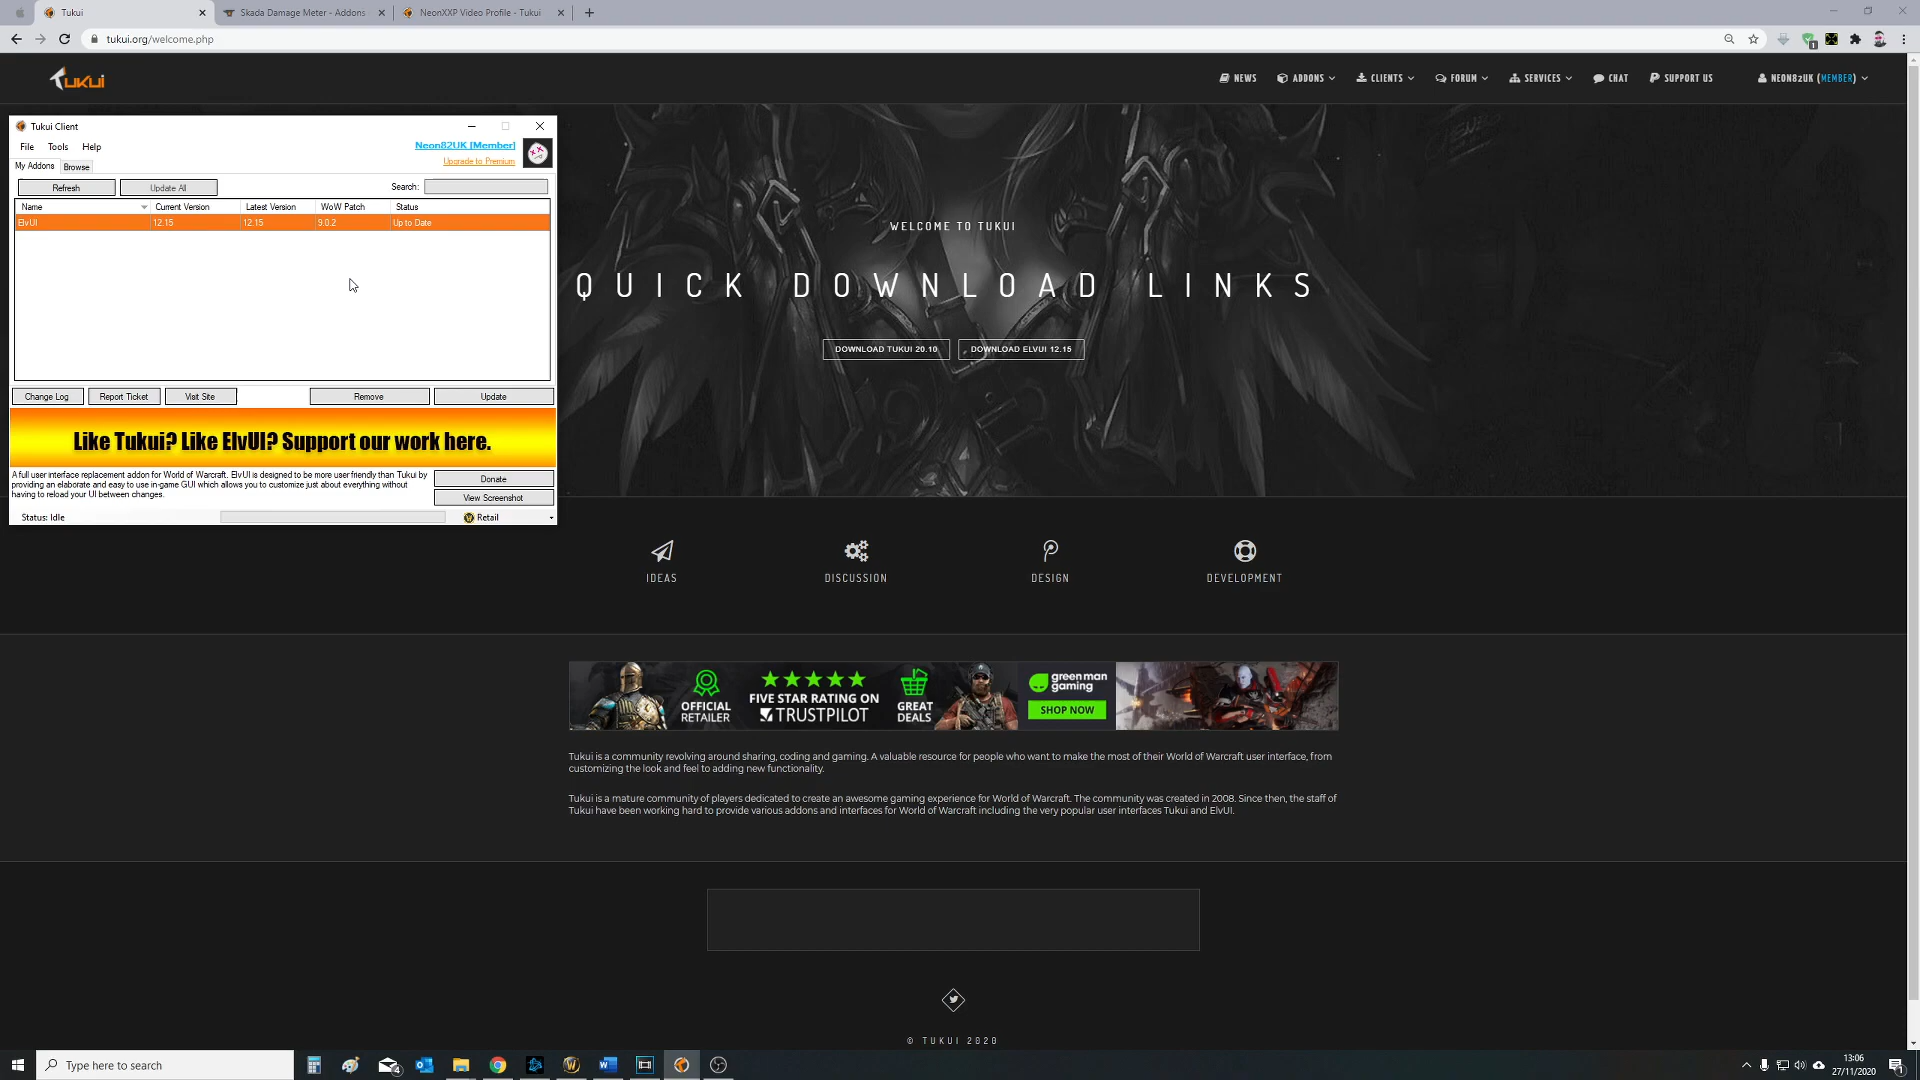 Tukui
Skada Damage Meter - Addons
NeonXXP Video Profile - Tukui
tukui.org/welcome.php
1
TUKUI
NEWS
ADDONS
CLIENTS
FORUM
SERVICES
CHAT
SUPPORT US
NEON82UK (MEMBER)
Tukui Client
File Tools Help
Neon82UK [Member]
Upgrade to Premium
My Addons Browse
Refresh Update All Search:
Name Current Version Latest Version WoW Patch Status
ElvUI 12.15 12.15 9.0.2 Up to Date
Change Log Report Ticket Visit Site Remove Update
Like Tukui? Like ElvUI? Support our work here.
A full user interface replacement addon for World of Warcraft. ElvUI is designed to be more user friendly than Tukui by
providing an elaborate and easy to use in-game GUI which allows you to customize just about everything without
having to reload your UI between changes.
Donate
View Screenshot
Status: Idle
Retail
WELCOME TO TUKUI
QUICK DOWNLOAD LINKS
DOWNLOAD TUKUI 20.10
DOWNLOAD ELVUI 12.15
IDEAS
DISCUSSION
DESIGN
DEVELOPMENT
OFFICIAL
RETAILER
FIVE STAR RATING ON
TRUSTPILOT
GREAT
DEALS
green man
gaming
SHOP NOW
Tukui is a community revolving around sharing, coding and gaming. A valuable resource for people who want to make the most of their World of Warcraft user interface, from
customizing the look and feel to adding new functionality.
Tukui is a mature community of players dedicated to create an awesome gaming experience for World of Warcraft. The community was created in 2008. Since then, the staff of
Tukui have been working hard to provide various addons and interfaces for World of Warcraft including the very popular user interfaces Tukui and ElvUI.
© TUKUI 2020
Type here to search
4
13:06
27/11/2020
1